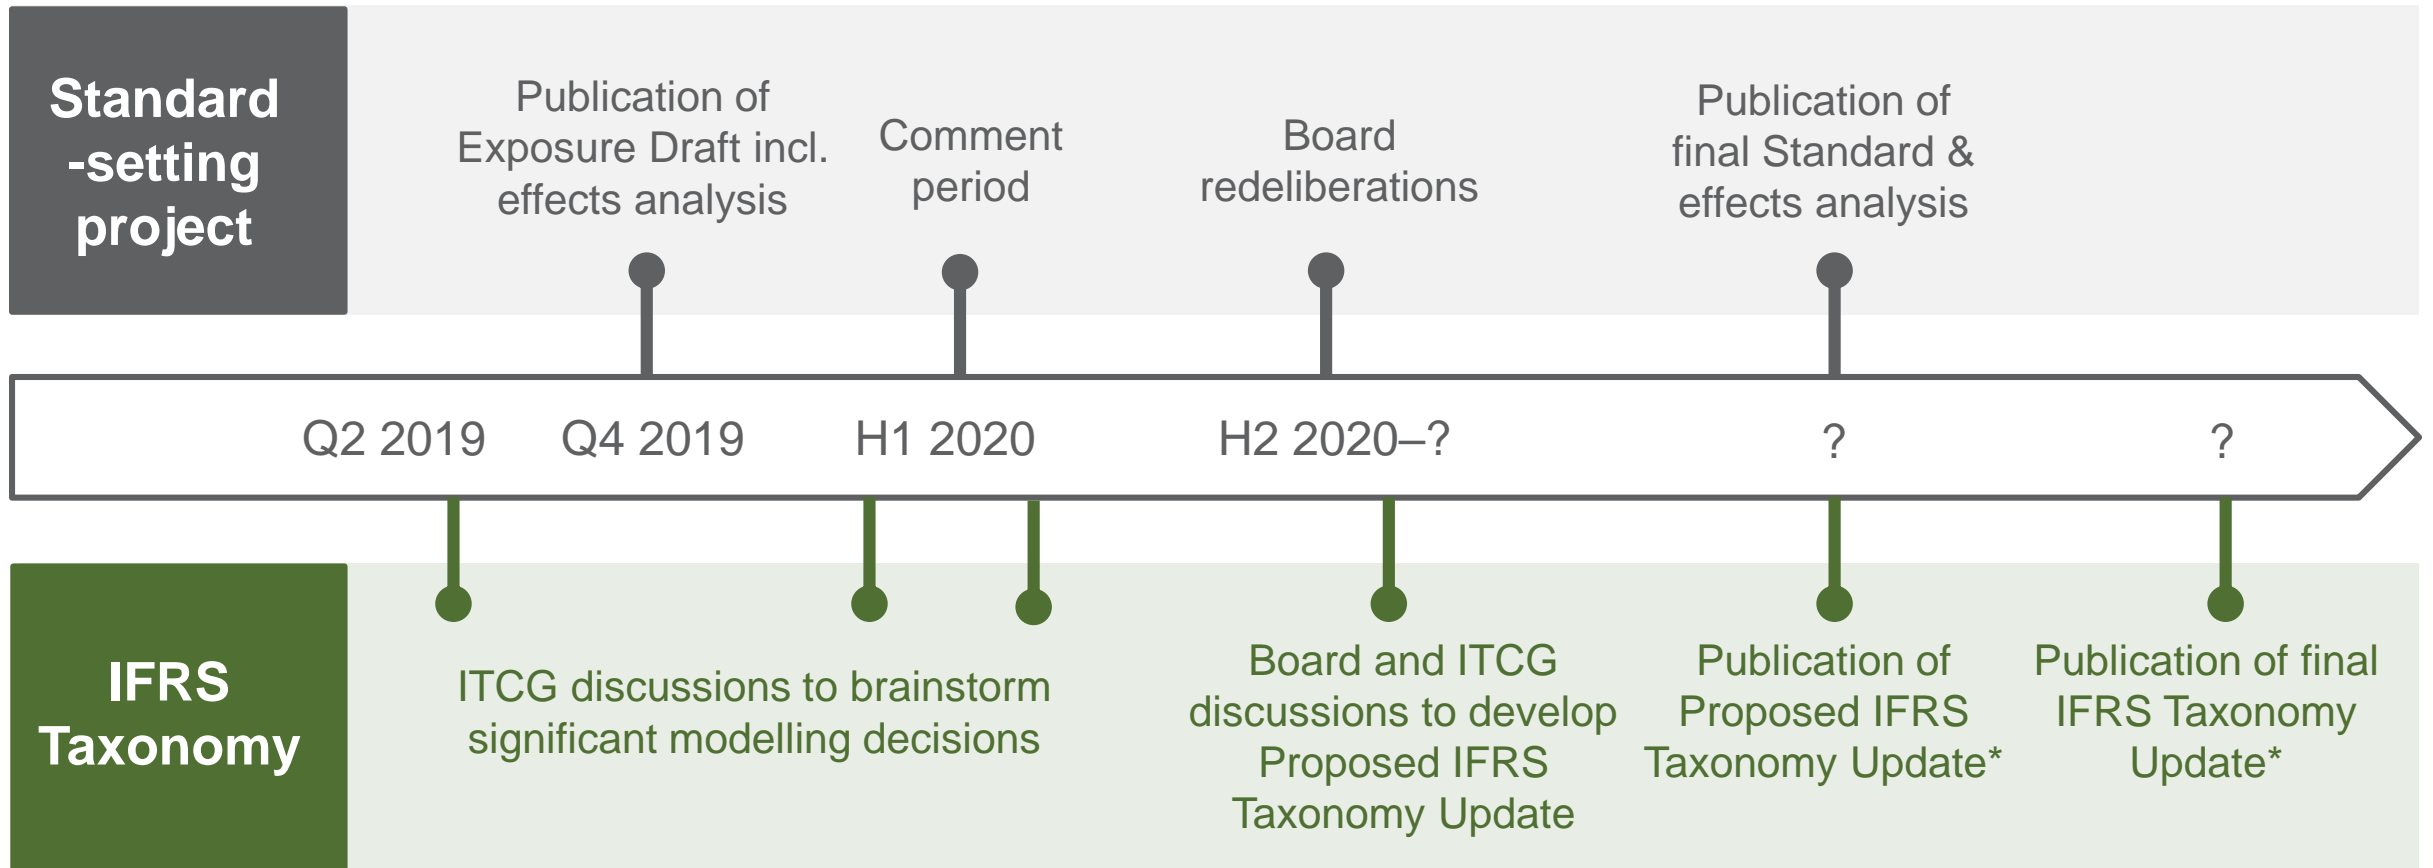 Standard
-setting
project
Publication of
Exposure Draft incl.
effects analysis
Comment
period
Board
redeliberations
Publication of
final Standard &
effects analysis
Q2 2019
Q4 2019
H1 2020
H2 2020–?
?
?
IFRS
Taxonomy
ITCG discussions to brainstorm
significant modelling decisions
Board and ITCG
discussions to develop
Proposed IFRS
Taxonomy Update
Publication of
Proposed IFRS
Taxonomy Update*
Publication of final
IFRS Taxonomy
Update*